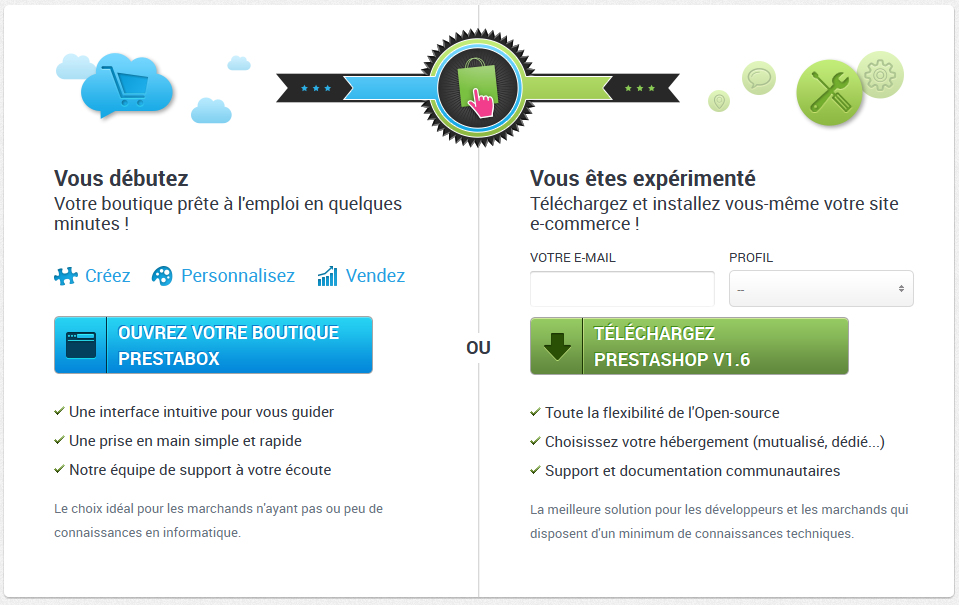 Vous débutez
Votre boutique prête à l'emploi en quelques
minutes !
Créez
Personnalisez
Vendez
OUVREZ VOTRE BOUTIQUE
PRESTABOX
Une interface intuitive pour vous guider
Une prise en main simple et rapide
Notre équipe de support à votre écoute
Le choix idéal pour les marchands n'ayant pas ou peu de
connaissances en informatique.
OU
Vous êtes expérimenté
Téléchargez et installez vous-même votre site
e-commerce !
VOTRE E-MAIL
PROFIL
--
TÉLÉCHARGEZ
PRESTASHOP V1.6
Toute la flexibilité de l'Open-source
Choisissez votre hébergement (mutualisé, dédié...)
Support et documentation communautaires
La meilleure solution pour les développeurs et les marchands qui
disposent d'un minimum de connaissances techniques.